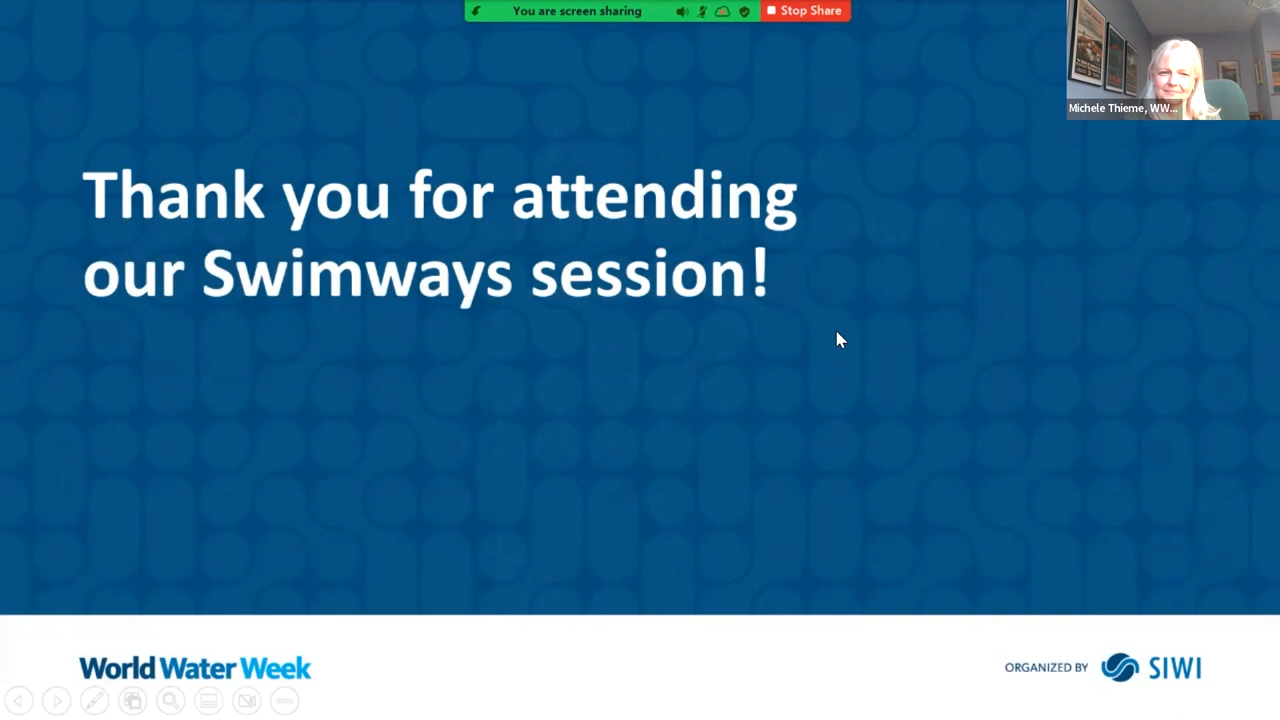 You are screen sharing
Stop Share
Michele Thieme, WW...
Thank you for attending
our Swimways session!
World Water Week
ORGANIZED BY
SIWI